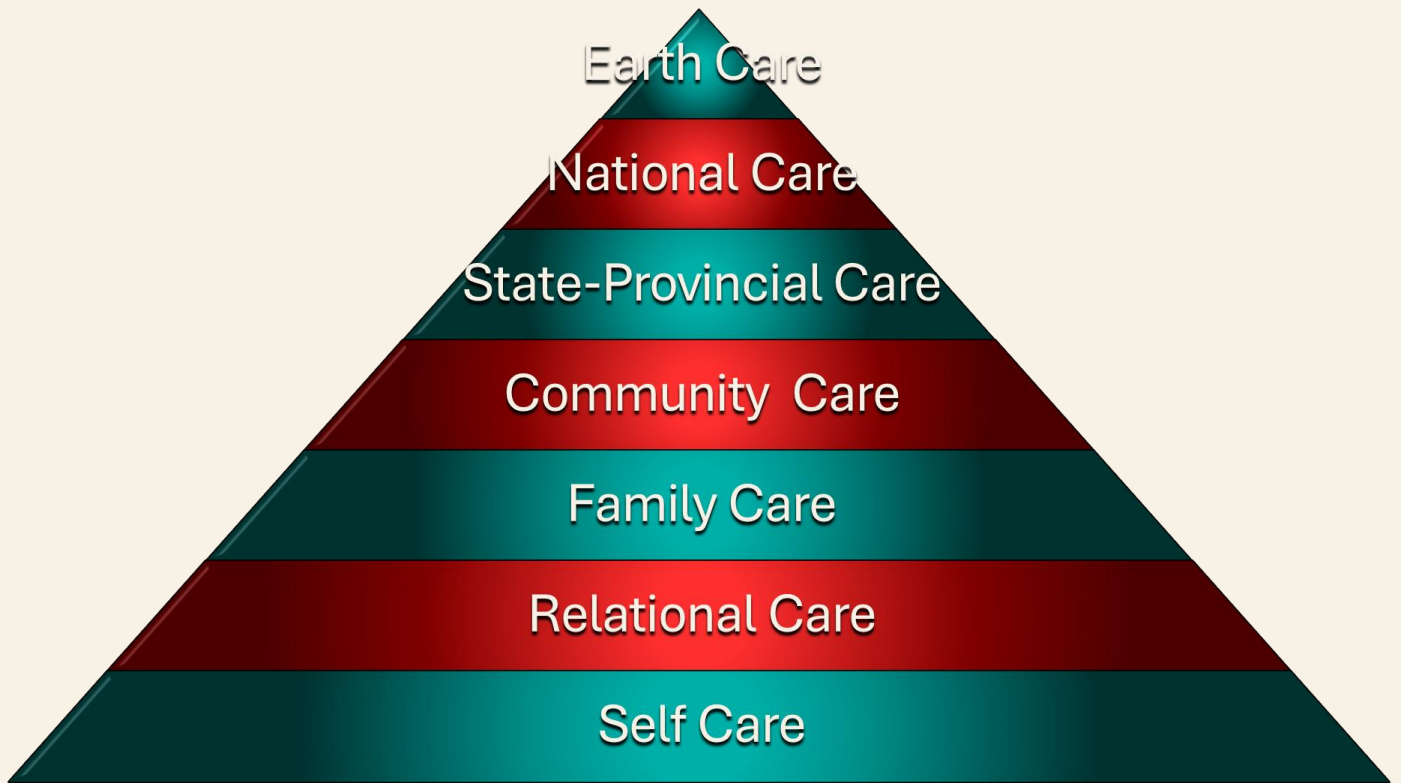 Earth Care
National Care
State-Provincial Care
Community  Care
Family Care
Relational Care
Self Care